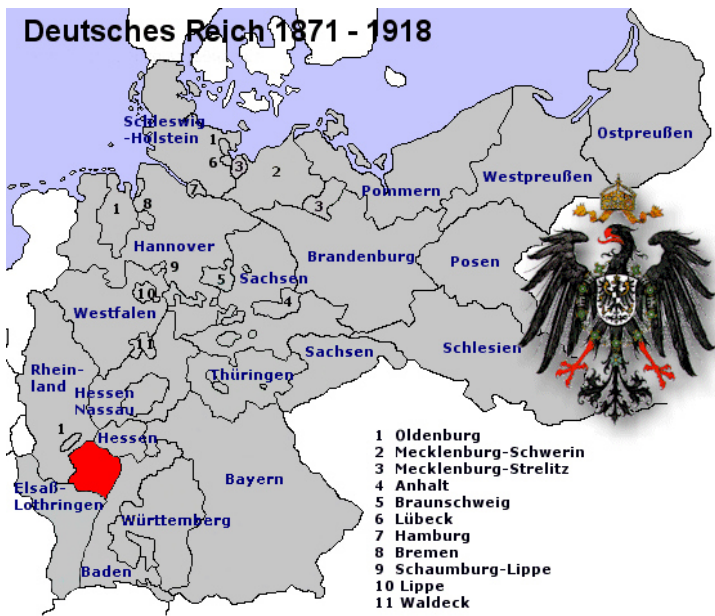 Deutsches Reich 1871 - 1918
Schleswig
-Holstein
1
6
3
2
7
Ostpreußen
Westpreußen
Pommern
3
1
8
Hannover
Brandenburg
Posen
9
5
Sachsen
4
10
Westfalen
11
Sachsen
Schlesien
Rhein-
land
Thüringen
Hessen
Nassau
1
Hessen
Bayern
Elsaß-
Lothringen
Württemberg
Baden
1 Oldenburg
2 Mecklenburg-Schwerin
3 Mecklenburg-Strelitz
4 Anhalt
5 Braunschweig
6 Lübeck
7 Hamburg
8 Bremen
9 Schaumburg-Lippe
10 Lippe
11 Waldeck